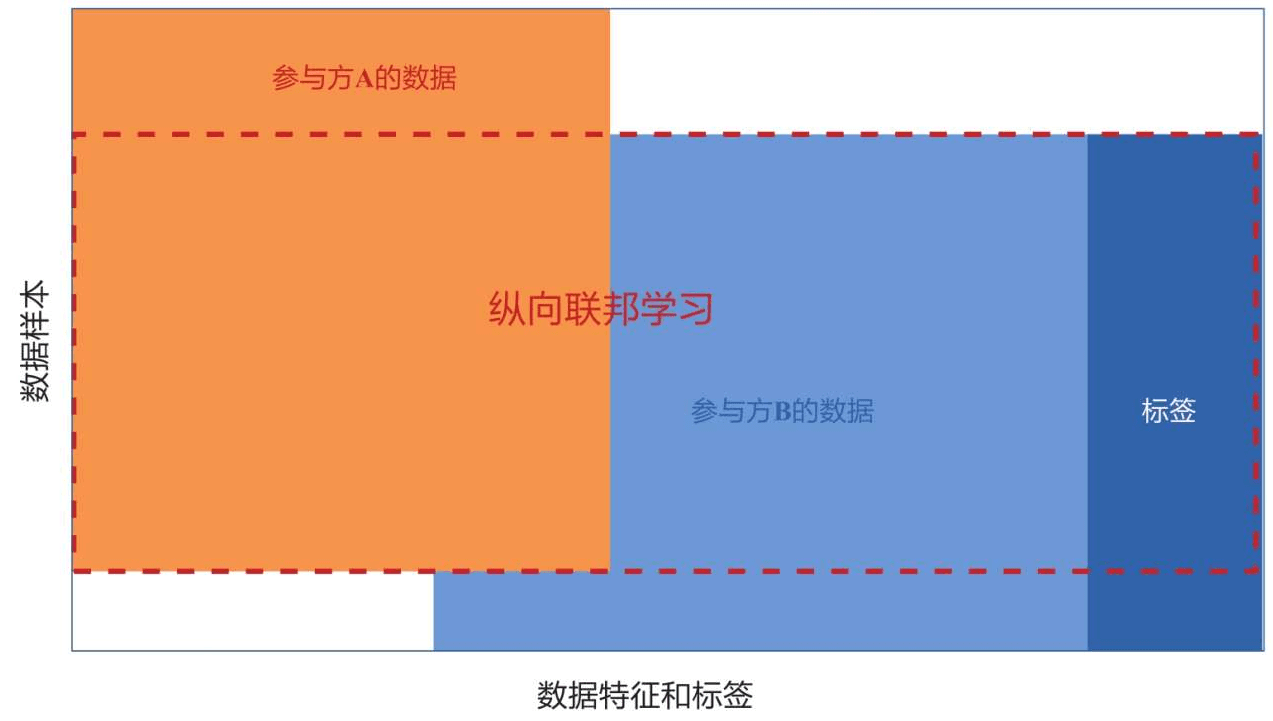 参与方A的数据
纵向联邦学习
参与方B的数据
标签
数据样本
数据特征和标签